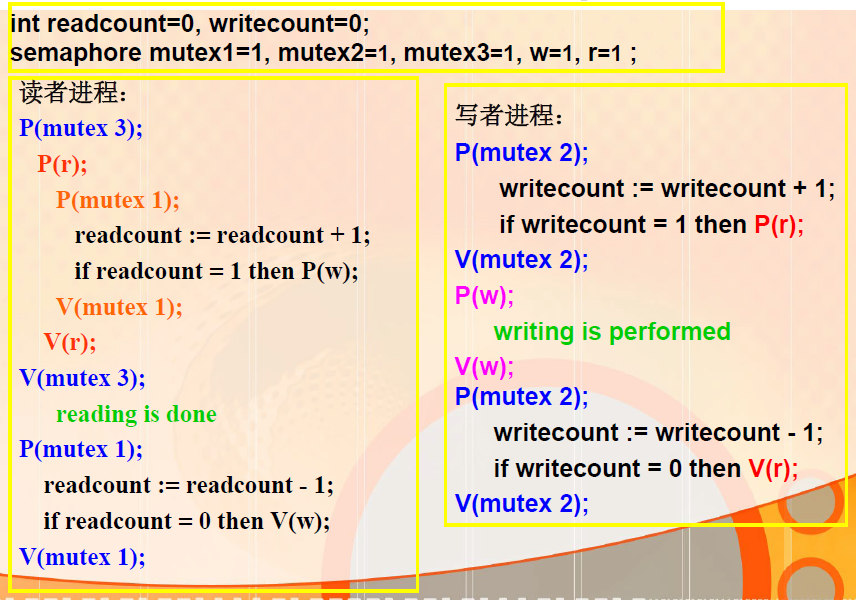 int readcount=0, writecount=0;
semaphore mutex1=1, mutex2=1, mutex3=1, w=1, r=1 ;
读者进程：
P(mutex 3);
P(r);
P(mutex 1);
readcount := readcount + 1;
if readcount = 1 then P(w);
V(mutex 1);
V(r);
V(mutex 3);
reading is done
P(mutex 1);
readcount := readcount - 1;
if readcount = 0 then V(w);
V(mutex 1);
写者进程：
P(mutex 2);
writecount := writecount + 1;
if writecount = 1 then P(r);
V(mutex 2);
P(w);
writing is performed
V(w);
P(mutex 2);
writecount := writecount - 1;
if writecount = 0 then V(r);
V(mutex 2);